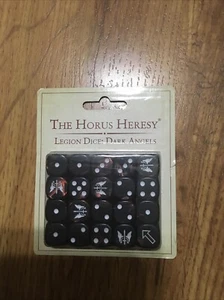 THE HORUS HERESY®
LEGION DICE: DARK ANGELS